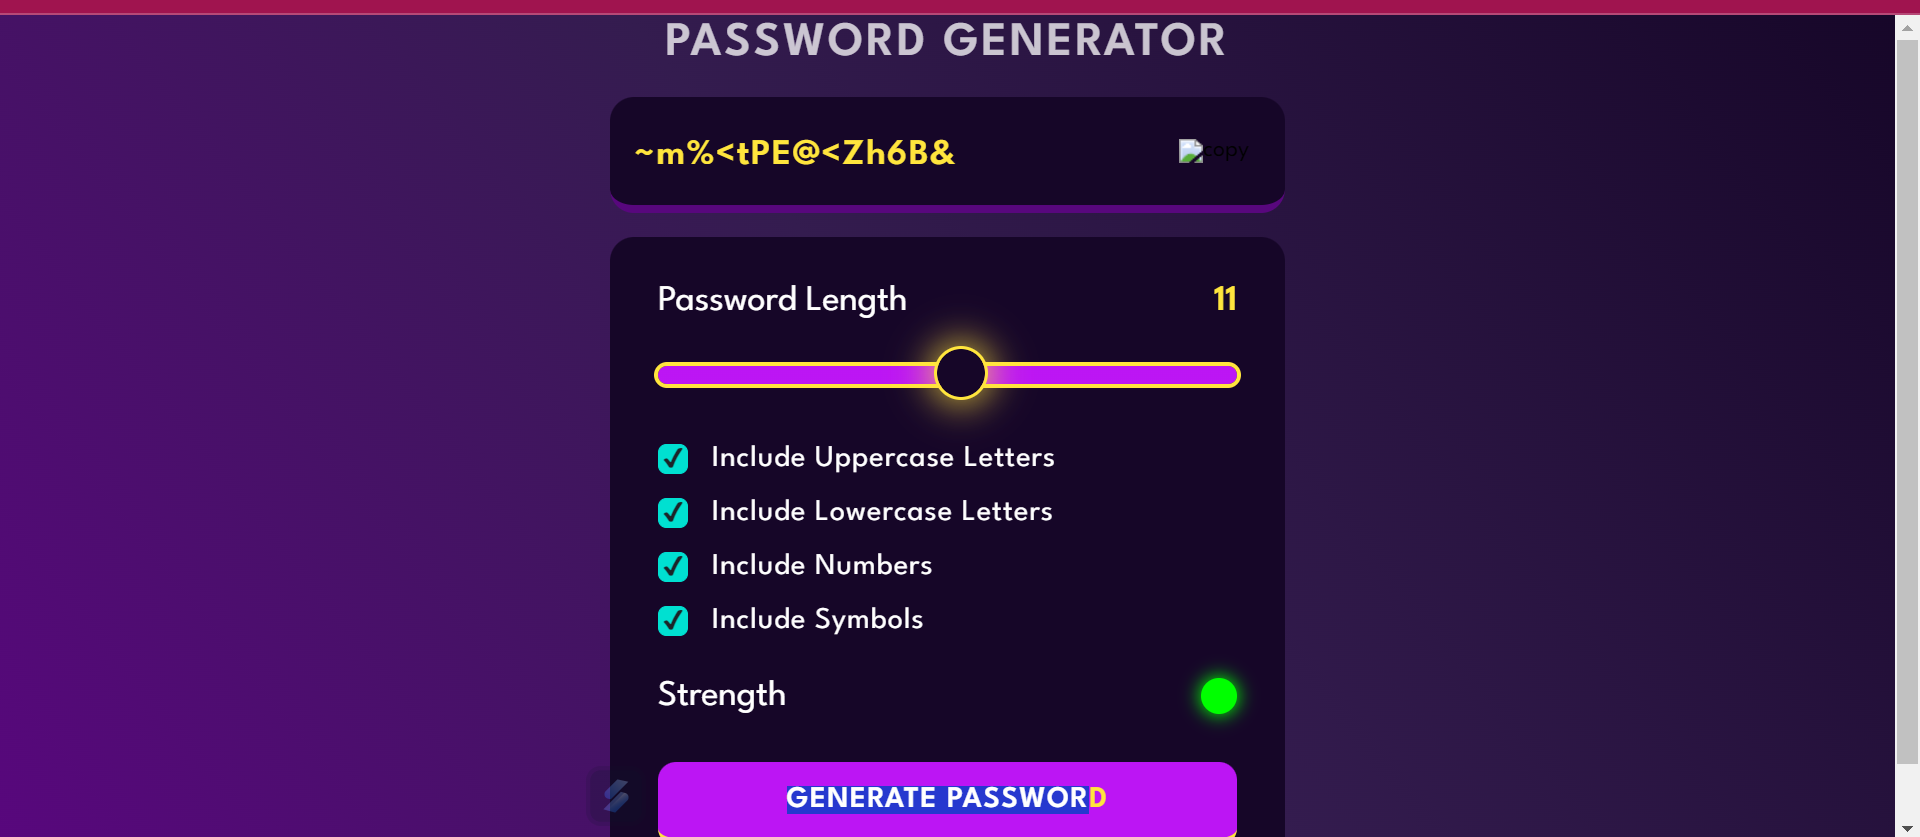 PASSWORD GENERATOR
~m%<tPE@<Zh6B&
copy
Password Length
11
Include Uppercase Letters
Include Lowercase Letters
Include Numbers
Include Symbols
Strength
GENERATE PASSWORD